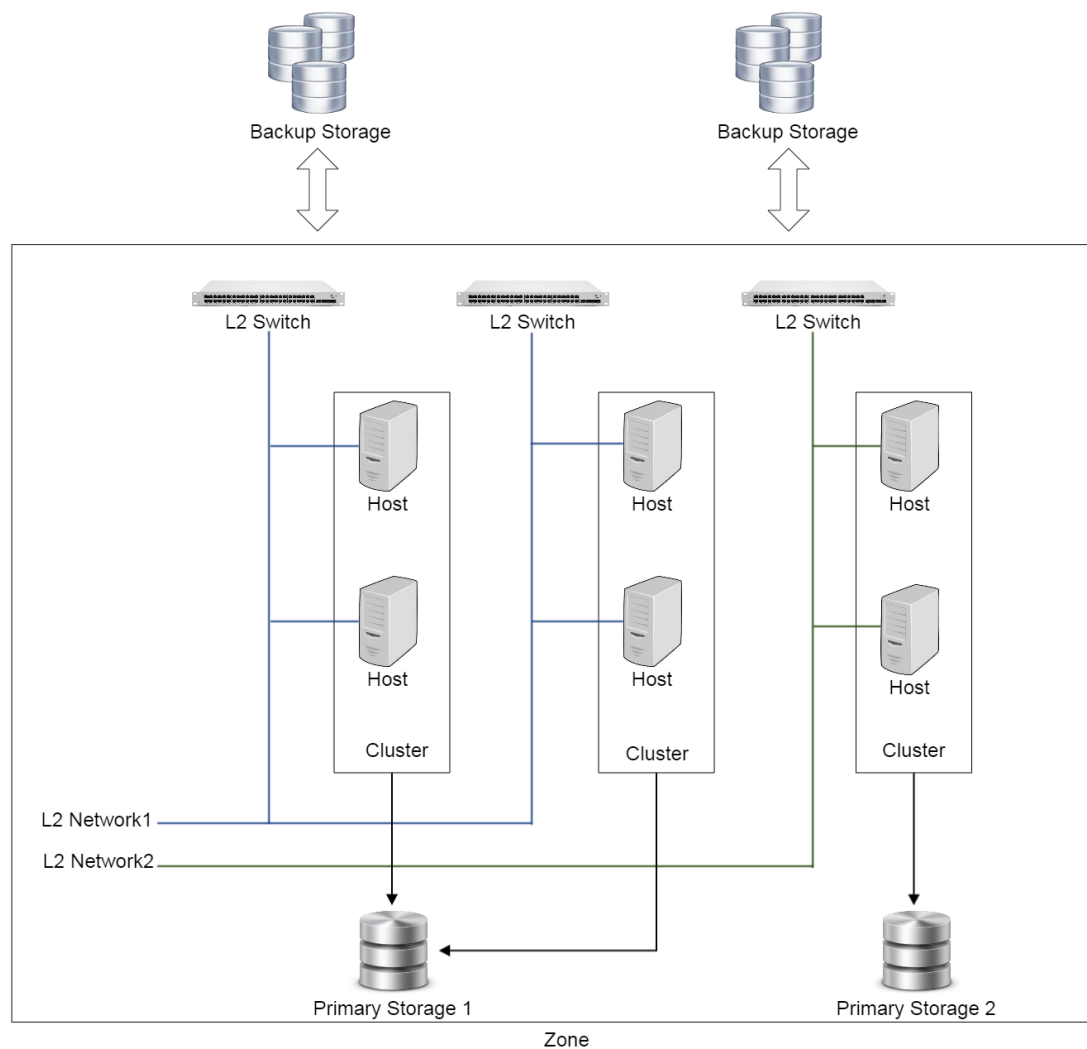 Backup Storage
Backup Storage
L2 Switch
L2 Switch
L2 Switch
Host
Host
Host
Host
Host
Host
Cluster
Cluster
Cluster
L2 Network1
L2 Network2
Primary Storage 1
Primary Storage 2
Zone